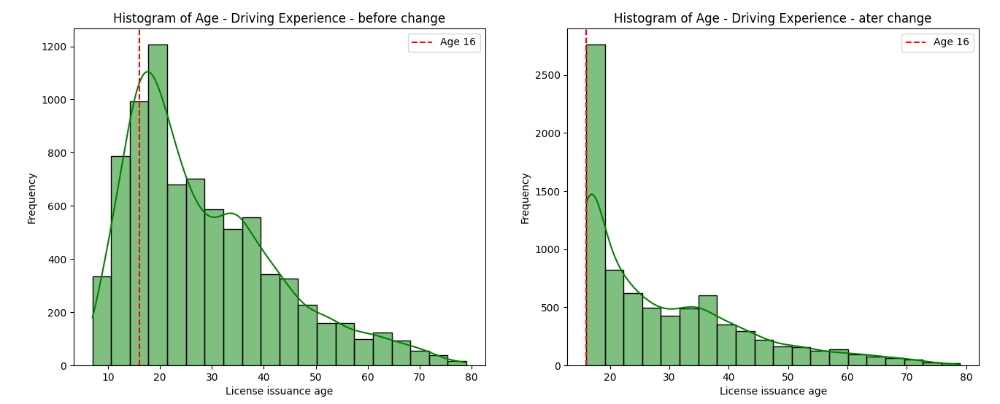 Histogram of Age - Driving Experience - before change
Age 16
1200
1000
800
600
400
200
0
Frequency
10 20 30 40 50 60 70 80
License issuance age
Histogram of Age - Driving Experience - ater change
Age 16
2500
2000
1500
1000
500
0
Frequency
20 30 40 50 60 70 80
License issuance age